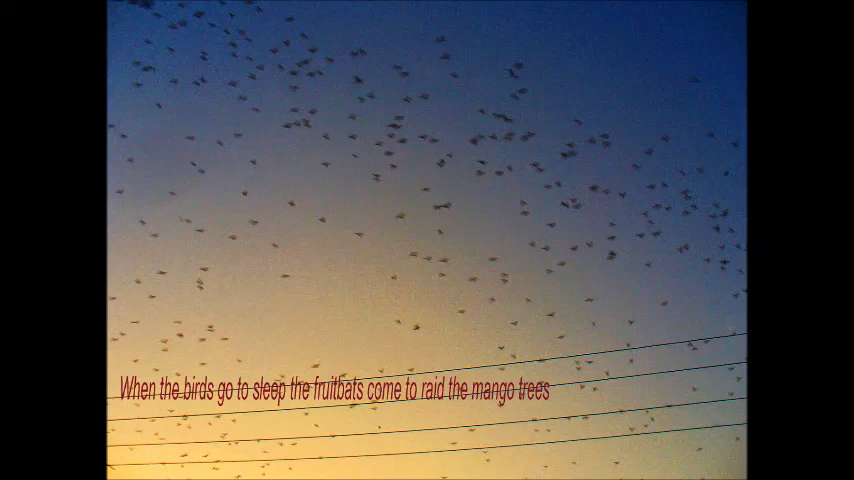 When the birds go to sleep the fruitbats come to raid the mango trees